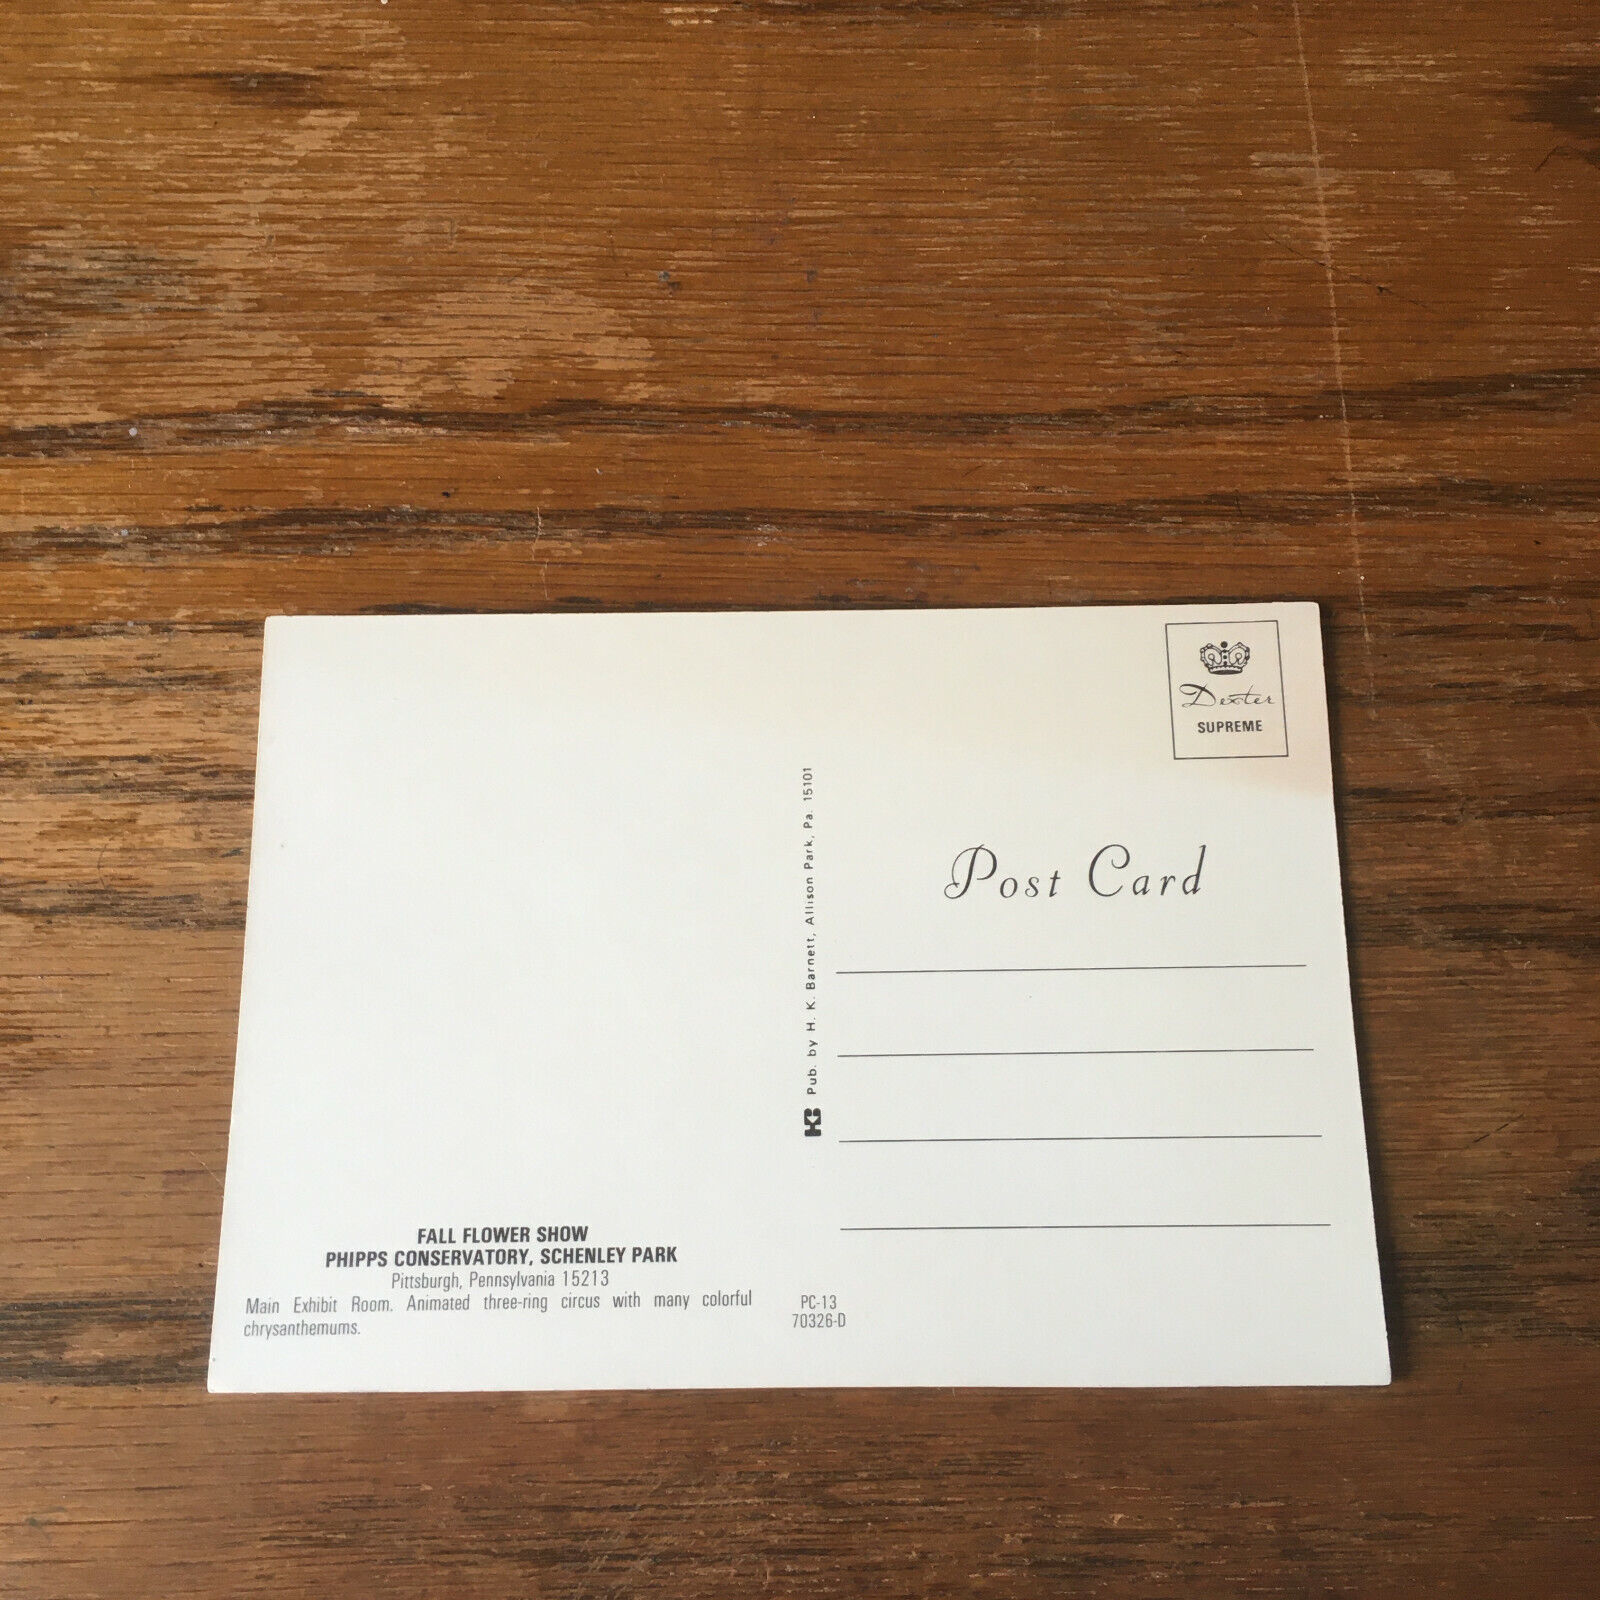 Dexter
SUPREME
Post Card
Pub. by H. K. Barnett, Allison Park, Pa. 15101
FALL FLOWER SHOW
PHIPPS CONSERVATORY, SCHENLEY PARK
Pittsburgh, Pennsylvania 15213
Main Exhibit Room. Animated three-ring circus with many colorful
chrysanthemums.
PC-13
70326-D